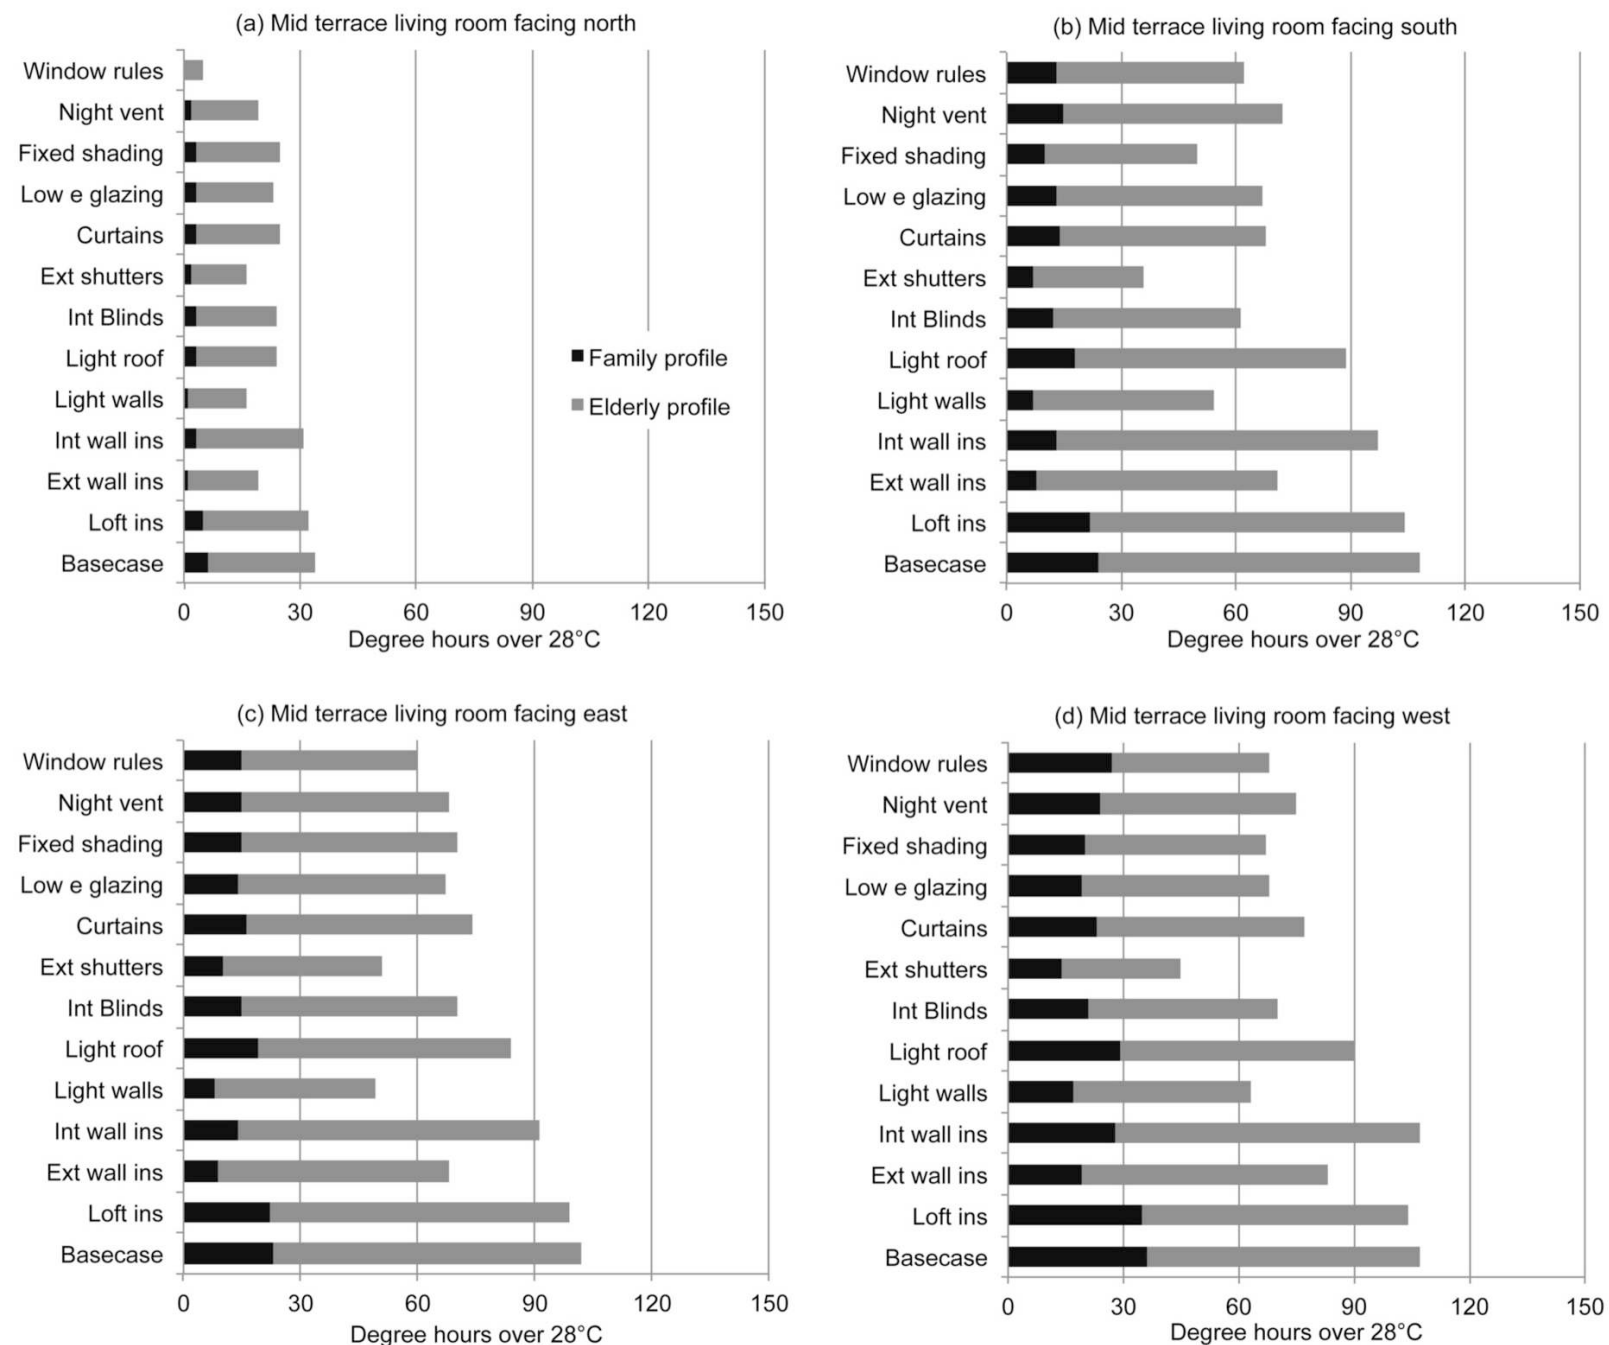 (a) Mid terrace living room facing north
Window rules
Night vent
Fixed shading
Low e glazing
Curtains
Ext shutters
Int Blinds
Light roof
Light walls
Int wall ins
Ext wall ins
Loft ins
Basecase
Family profile
Elderly profile
0 30 60 90 120 150
Degree hours over 28°C
(b) Mid terrace living room facing south
Window rules
Night vent
Fixed shading
Low e glazing
Curtains
Ext shutters
Int Blinds
Light roof
Light walls
Int wall ins
Ext wall ins
Loft ins
Basecase
0 30 60 90 120 150
Degree hours over 28°C
(c) Mid terrace living room facing east
Window rules
Night vent
Fixed shading
Low e glazing
Curtains
Ext shutters
Int Blinds
Light roof
Light walls
Int wall ins
Ext wall ins
Loft ins
Basecase
0 30 60 90 120 150
Degree hours over 28°C
(d) Mid terrace living room facing west
Window rules
Night vent
Fixed shading
Low e glazing
Curtains
Ext shutters
Int Blinds
Light roof
Light walls
Int wall ins
Ext wall ins
Loft ins
Basecase
0 30 60 90 120 150
Degree hours over 28°C